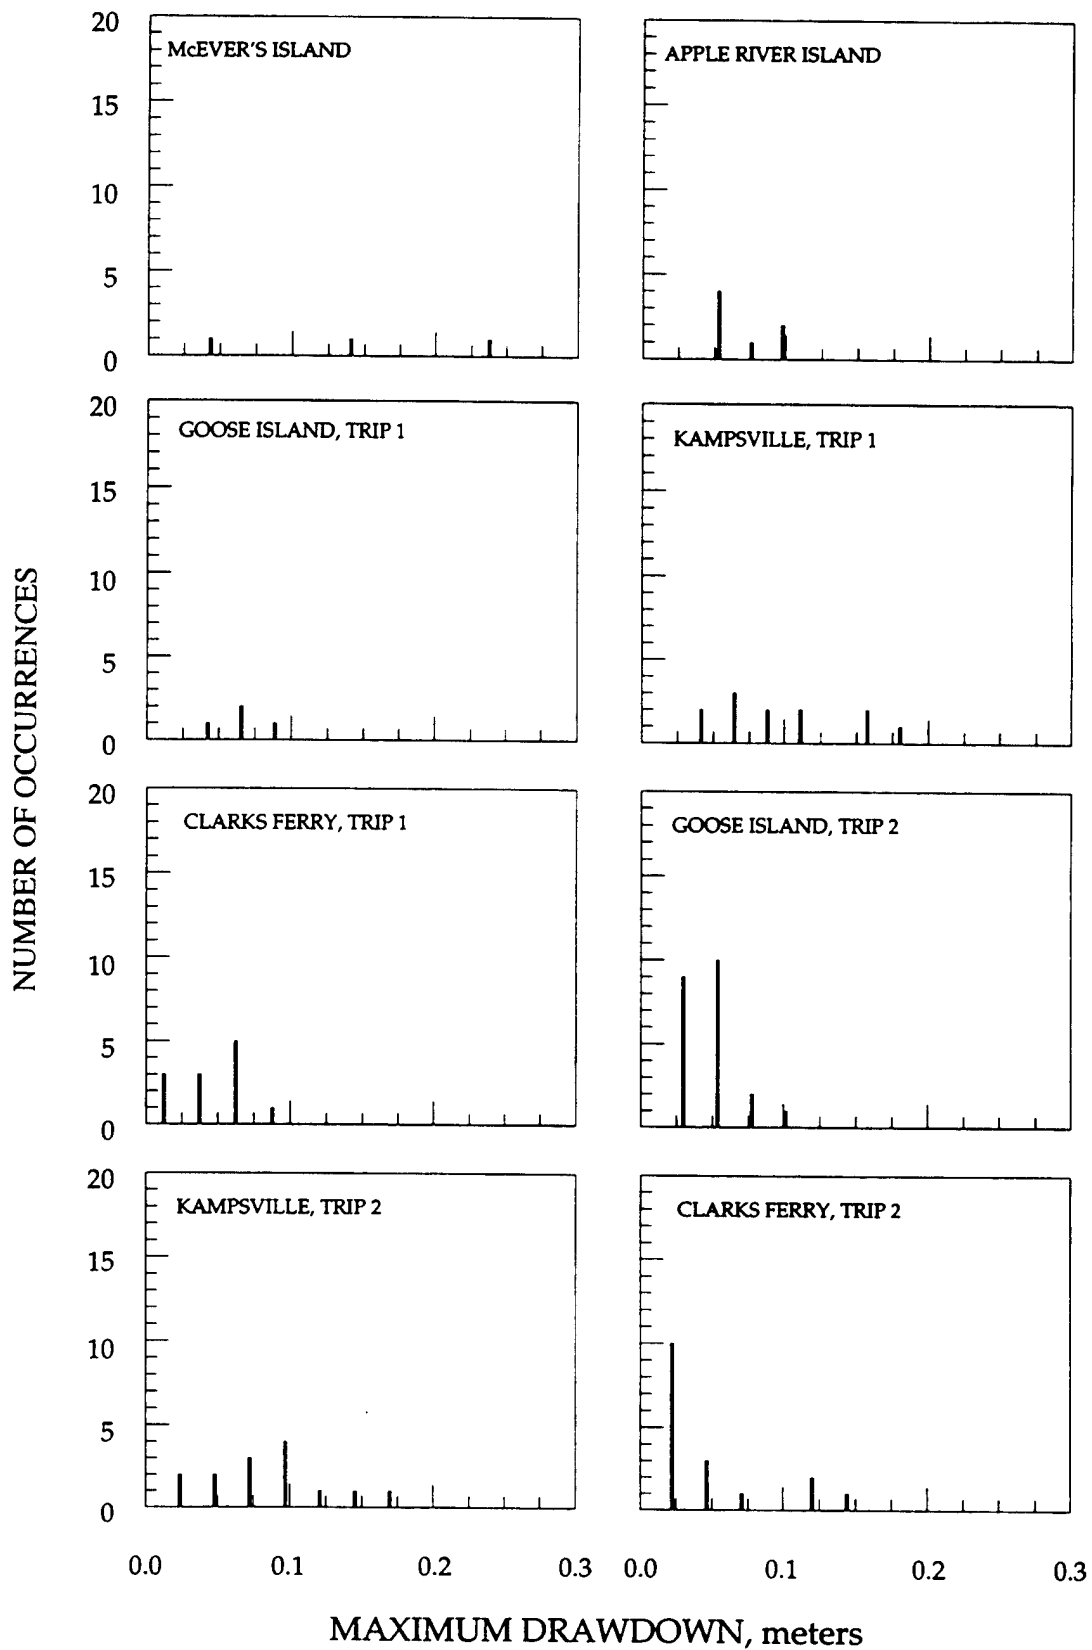 McEVER'S ISLAND
APPLE RIVER ISLAND
20
15
10
5
0
GOOSE ISLAND, TRIP 1
KAMPSVILLE, TRIP 1
20
15
10
5
0
CLARKS FERRY, TRIP 1
GOOSE ISLAND, TRIP 2
20
15
10
5
0
KAMPSVILLE, TRIP 2
CLARKS FERRY, TRIP 2
20
15
10
5
0
0.0 0.1 0.2 0.3 0.0 0.1 0.2 0.3
NUMBER OF OCCURRENCES
MAXIMUM DRAWDOWN, meters